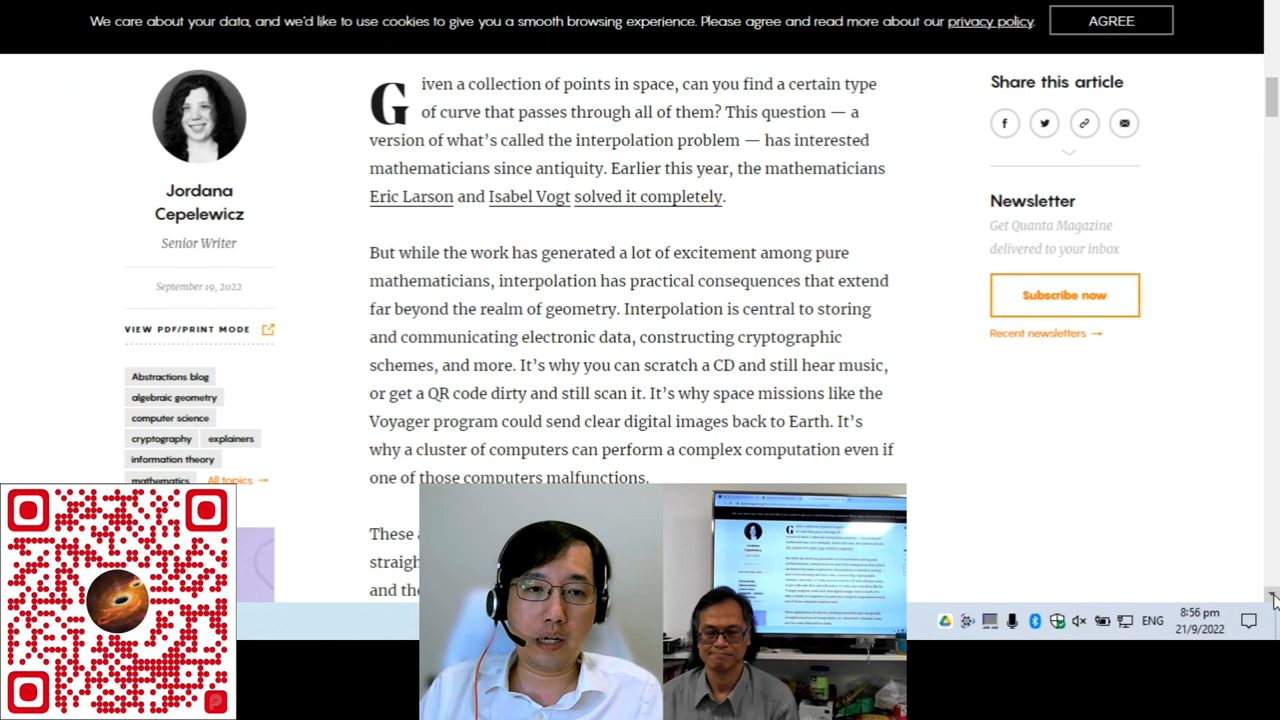 We care about your data, and we'd like to use cookies to give you a smooth browsing experience. Please agree and read more about our privacy policy.
AGREE
Jordana
Cepelewicz
Senior Writer
September 19, 2022
VIEW PDF/PRINT MODE
Abstractions blog
algebraic geometry
computer science
cryptography explainers
information theory
mathematics All topics →
Given a collection of points in space, can you find a certain type
of curve that passes through all of them? This question — a
version of what's called the interpolation problem — has interested
mathematicians since antiquity. Earlier this year, the mathematicians
Eric Larson and Isabel Vogt solved it completely.
But while the work has generated a lot of excitement among pure
mathematicians, interpolation has practical consequences that extend
far beyond the realm of geometry. Interpolation is central to storing
and communicating electronic data, constructing cryptographic
schemes, and more. It's why you can scratch a CD and still hear music,
or get a QR code dirty and still scan it. It's why space missions like the
Voyager program could send clear digital images back to Earth. It's
why a cluster of computers can perform a complex computation even if
one of those computers malfunctions.
These
straigh
and the
Share this article
Newsletter
Get Quanta Magazine
delivered to your inbox
Subscribe now
Recent newsletters →
ENG
8:56 pm
21/9/2022